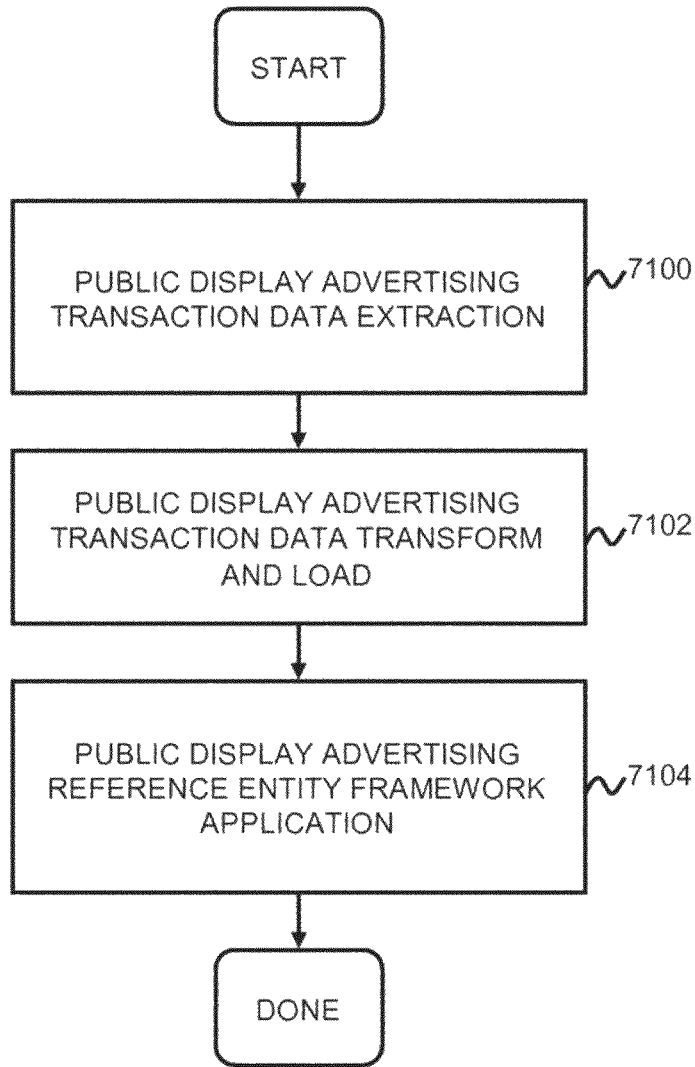 START
PUBLIC DISPLAY ADVERTISING
TRANSACTION DATA EXTRACTION
7100
PUBLIC DISPLAY ADVERTISING
TRANSACTION DATA TRANSFORM
AND LOAD
7102
PUBLIC DISPLAY ADVERTISING
REFERENCE ENTITY FRAMEWORK
APPLICATION
7104
DONE